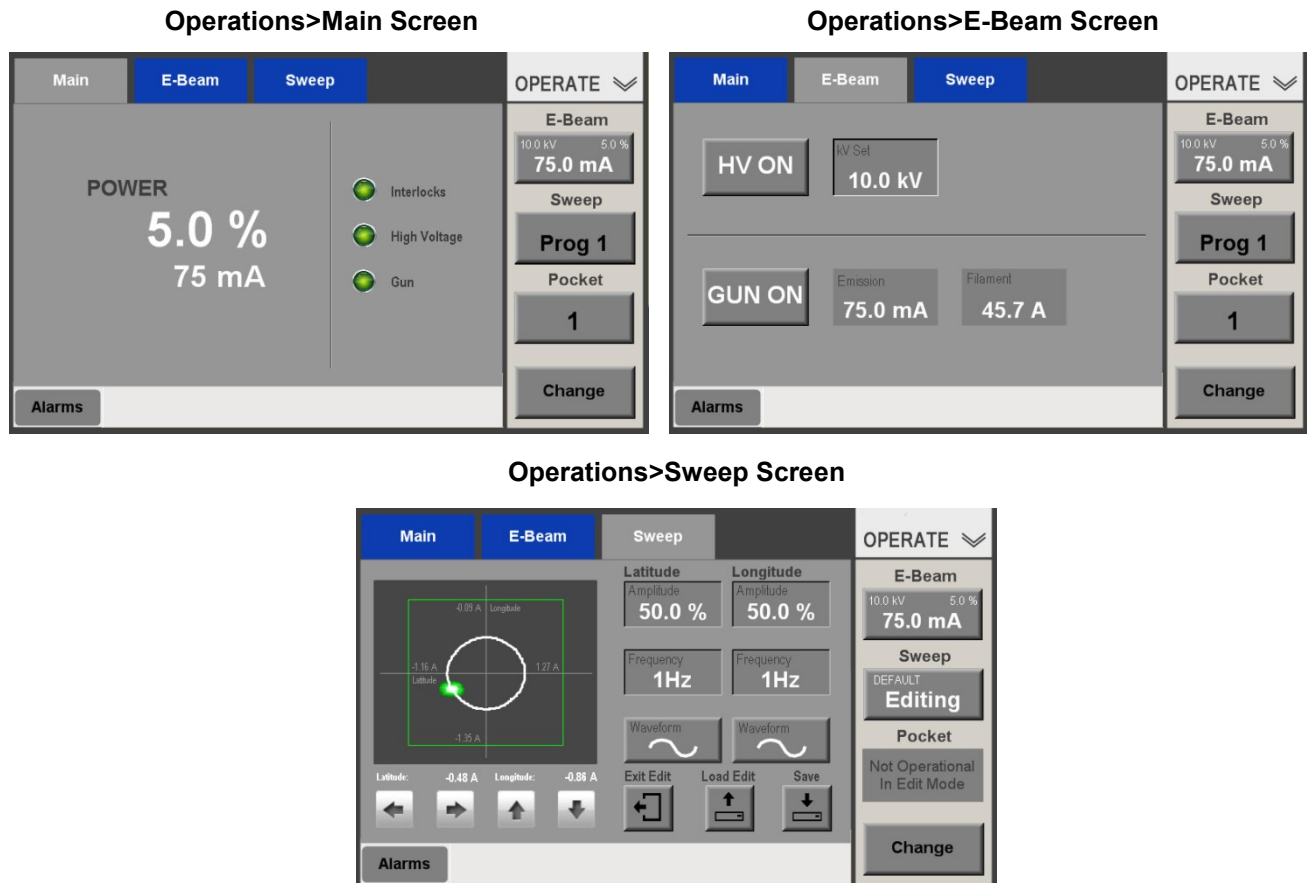 Operations>Main Screen
Main
E-Beam
Sweep
OPERATE
POWER
5.0 %
75 mA
Interlocks
High Voltage
Gun
E-Beam
10.0 kV 5.0 %
75.0 mA
Sweep
Prog 1
Pocket
1
Change
Alarms
Operations>E-Beam Screen
Main
E-Beam
Sweep
OPERATE
HV ON
kV Set
10.0 kV
GUN ON
Emission
75.0 mA
Filament
45.7 A
E-Beam
10.0 kV 5.0 %
75.0 mA
Sweep
Prog 1
Pocket
1
Change
Alarms
Operations>Sweep Screen
Main
E-Beam
Sweep
OPERATE
-0.09 A Longitude
-1.16 A 1.27 A
Latitude
-1.35 A
Latitude: -0.48 A Longitude: -0.86 A
Latitude Longitude
Amplitude Amplitude
50.0 % 50.0 %
Frequency Frequency
1Hz 1Hz
Waveform Waveform
Exit Edit Load Edit Save
E-Beam
10.0 kV 5.0 %
75.0 mA
Sweep
DEFAULT
Editing
Pocket
Not Operational
In Edit Mode
Change
Alarms